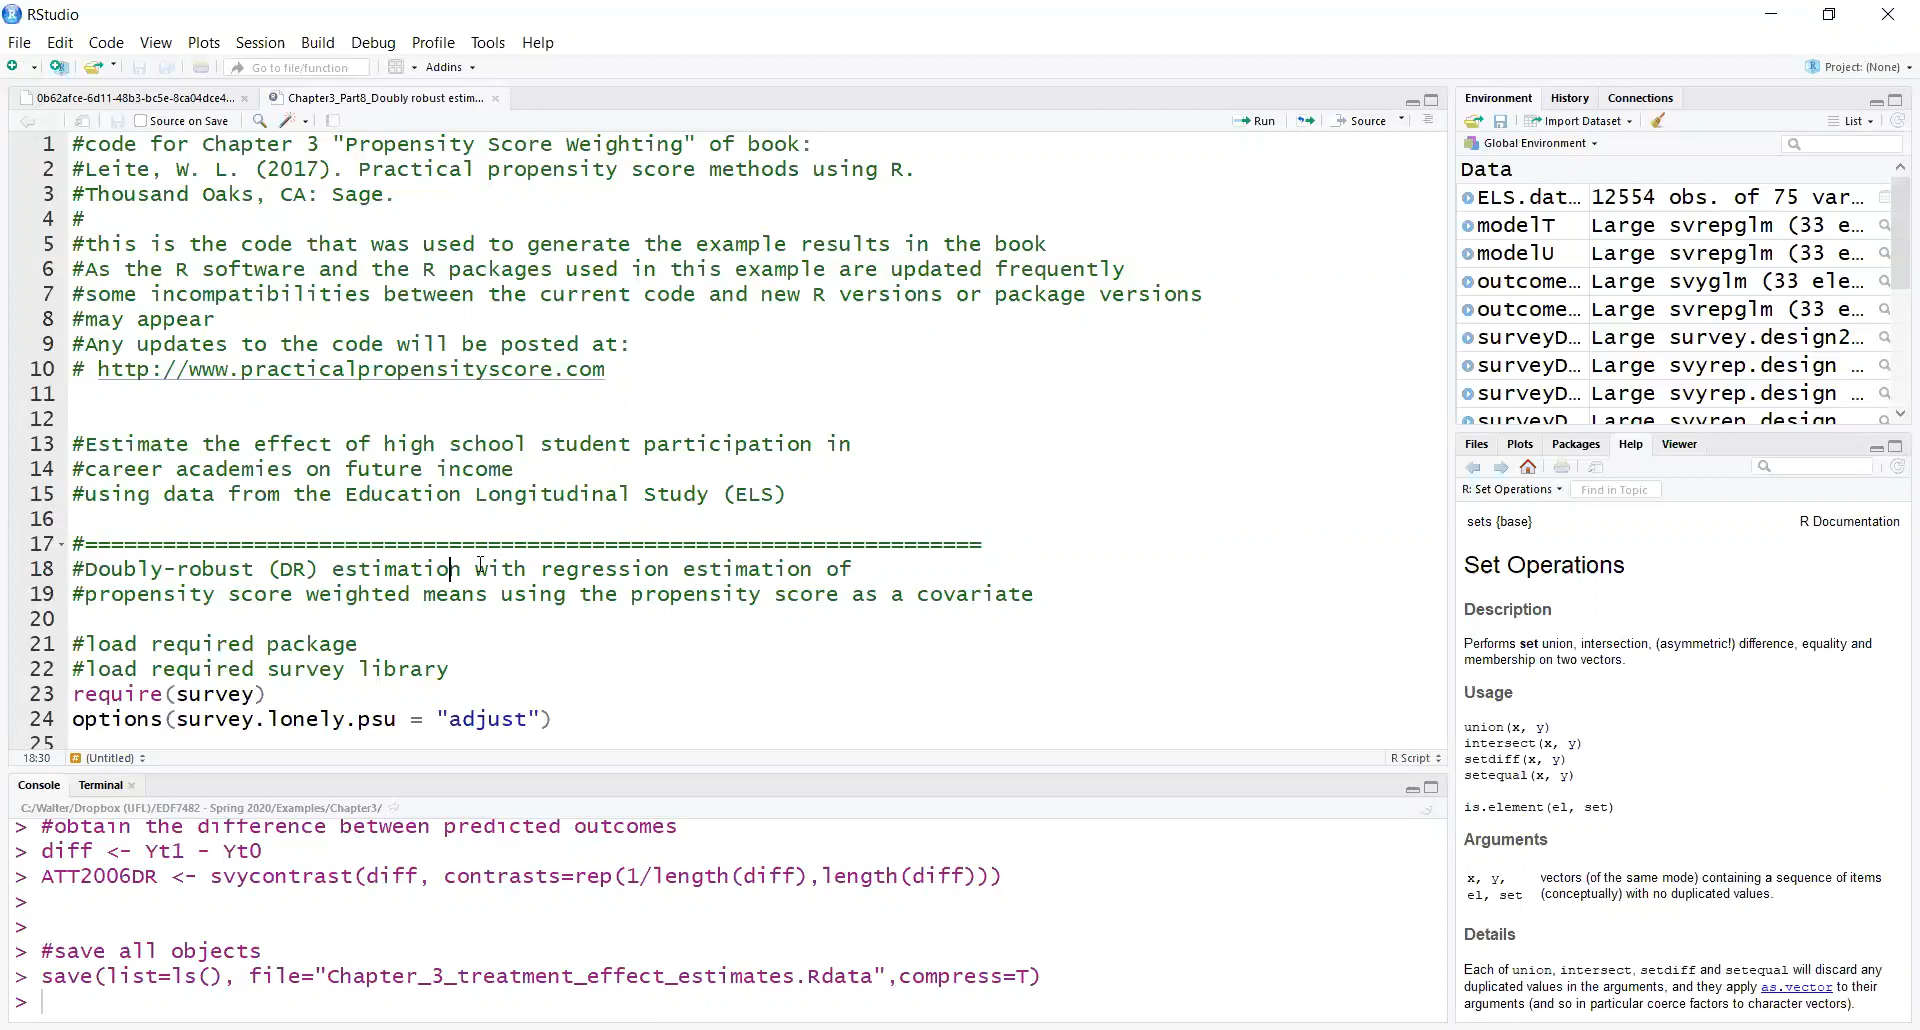 RStudio
File Edit Code View Plots Session Build Debug Profile Tools Help
Go to file/function Addins Project: (None)
0b62afce-6d11-48b3-bc5e-8ca04dce4... Chapter3_Part8_Doubly robust estim...
Source on Save Run Source
1 #code for Chapter 3 "Propensity Score Weighting" of book:
2 #Leite, W. L. (2017). Practical propensity score methods using R.
3 #Thousand Oaks, CA: Sage.
4 #
5 #this is the code that was used to generate the example results in the book
6 #As the R software and the R packages used in this example are updated frequently
7 #some incompatibilities between the current code and new R versions or package versions
8 #may appear
9 #Any updates to the code will be posted at:
10 # http://www.practicalpropensityscore.com
11
12
13 #Estimate the effect of high school student participation in
14 #career academies on future income
15 #using data from the Education Longitudinal Study (ELS)
16
17 #=====================================================================
18 #Doubly-robust (DR) estimation with regression estimation of
19 #propensity score weighted means using the propensity score as a covariate
20
21 #load required package
22 #load required survey library
23 require(survey)
24 options(survey.lonely.psu = "adjust")
25
18:30 (Untitled) R Script
Console Terminal
C:/Walter/Dropbox (UFL)/EDF7482 - Spring 2020/Examples/Chapter3/
> #obtain the difference between predicted outcomes
> diff <- Yt1 - Yt0
> ATT2006DR <- svycontrast(diff, contrasts=rep(1/length(diff),length(diff)))
>
>
> #save all objects
> save(list=ls(), file="Chapter_3_treatment_effect_estimates.Rdata",compress=T)
>
Environment History Connections
Import Dataset List
Global Environment
Data
ELS.dat... 12554 obs. of 75 var...
modelT Large svrepglm (33 e...
modelU Large svrepglm (33 e...
outcome... Large svyglm (33 ele...
outcome... Large svrepglm (33 e...
surveyD... Large survey.design2...
surveyD... Large svyrep.design ...
surveyD... Large svyrep.design ...
surveyD... Large svyrep.design ...
Files Plots Packages Help Viewer
R: Set Operations Find in Topic
sets {base} R Documentation
Set Operations
Description
Performs set union, intersection, (asymmetric!) difference, equality and
membership on two vectors.
Usage
union(x, y)
intersect(x, y)
setdiff(x, y)
setequal(x, y)
is.element(el, set)
Arguments
x, y, vectors (of the same mode) containing a sequence of items
el, set (conceptually) with no duplicated values.
Details
Each of union, intersect, setdiff and setequal will discard any
duplicated values in the arguments, and they apply as.vector to their
arguments (and so in particular coerce factors to character vectors).